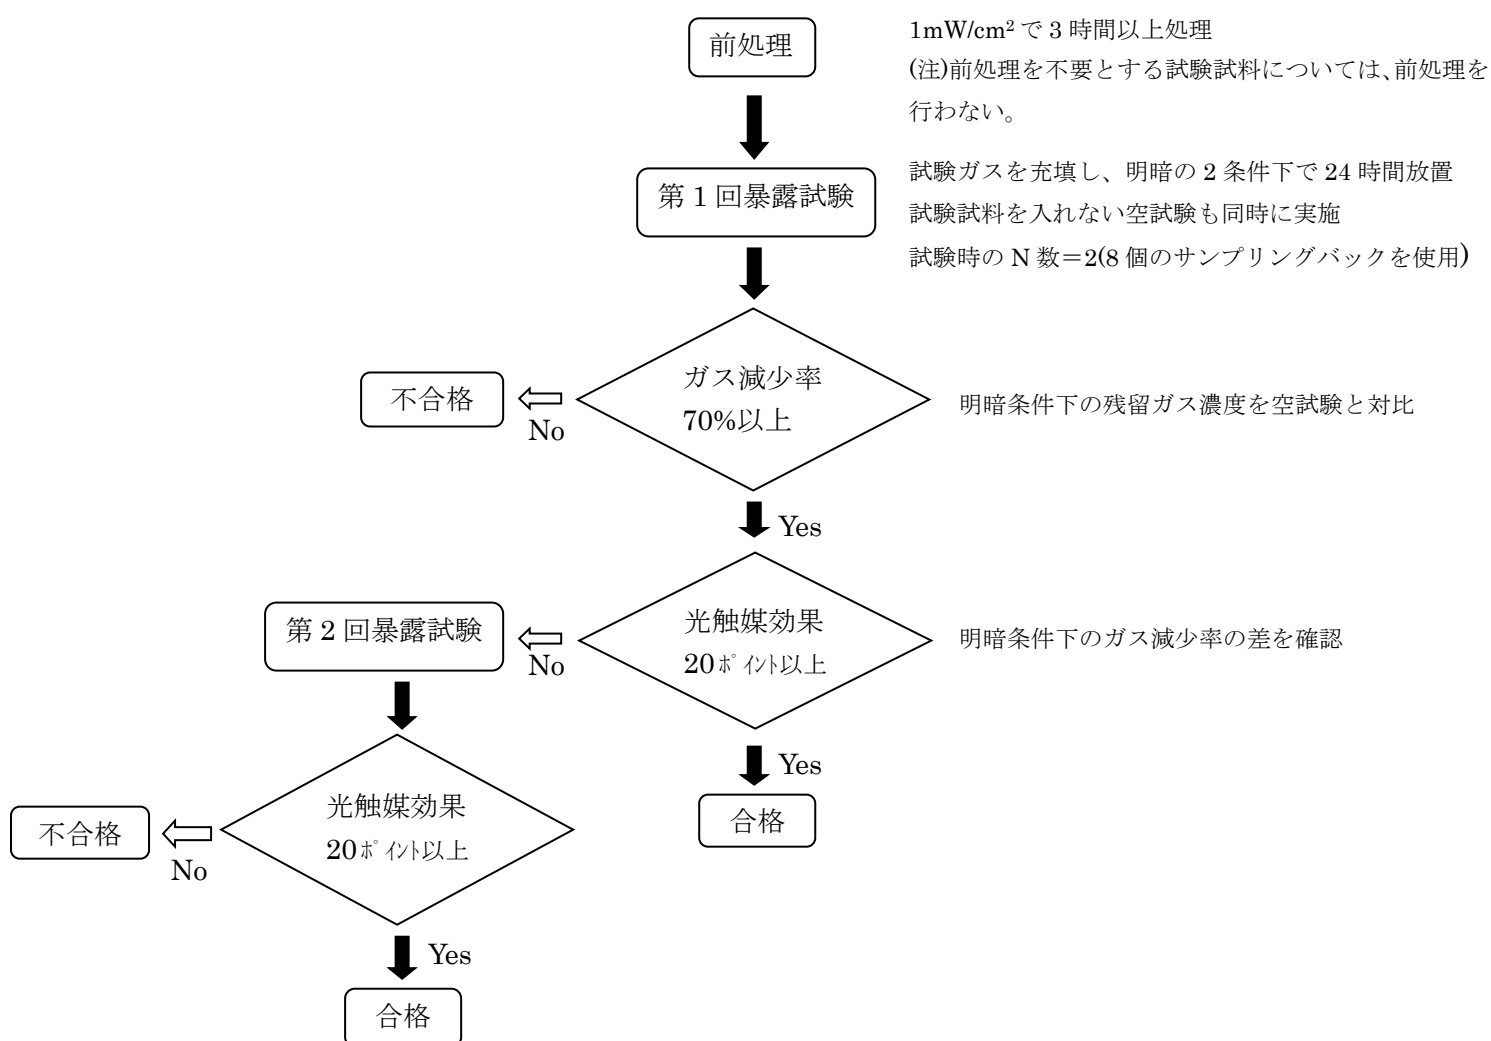 前処理
1mW/cm²で3時間以上処理
(注)前処理を不要とする試験試料については、前処理を
行わない。
第1回暴露試験
試験ガスを充填し、明暗の2条件下で24時間放置
試験試料を入れない空試験も同時に実施
試験時のN数＝2(8個のサンプリングバックを使用)
ガス減少率
70%以上
不合格
No
明暗条件下の残留ガス濃度を空試験と対比
Yes
光触媒効果
20ﾎﾟｲﾝﾄ以上
第2回暴露試験
No
明暗条件下のガス減少率の差を確認
Yes
合格
光触媒効果
20ﾎﾟｲﾝﾄ以上
不合格
No
Yes
合格